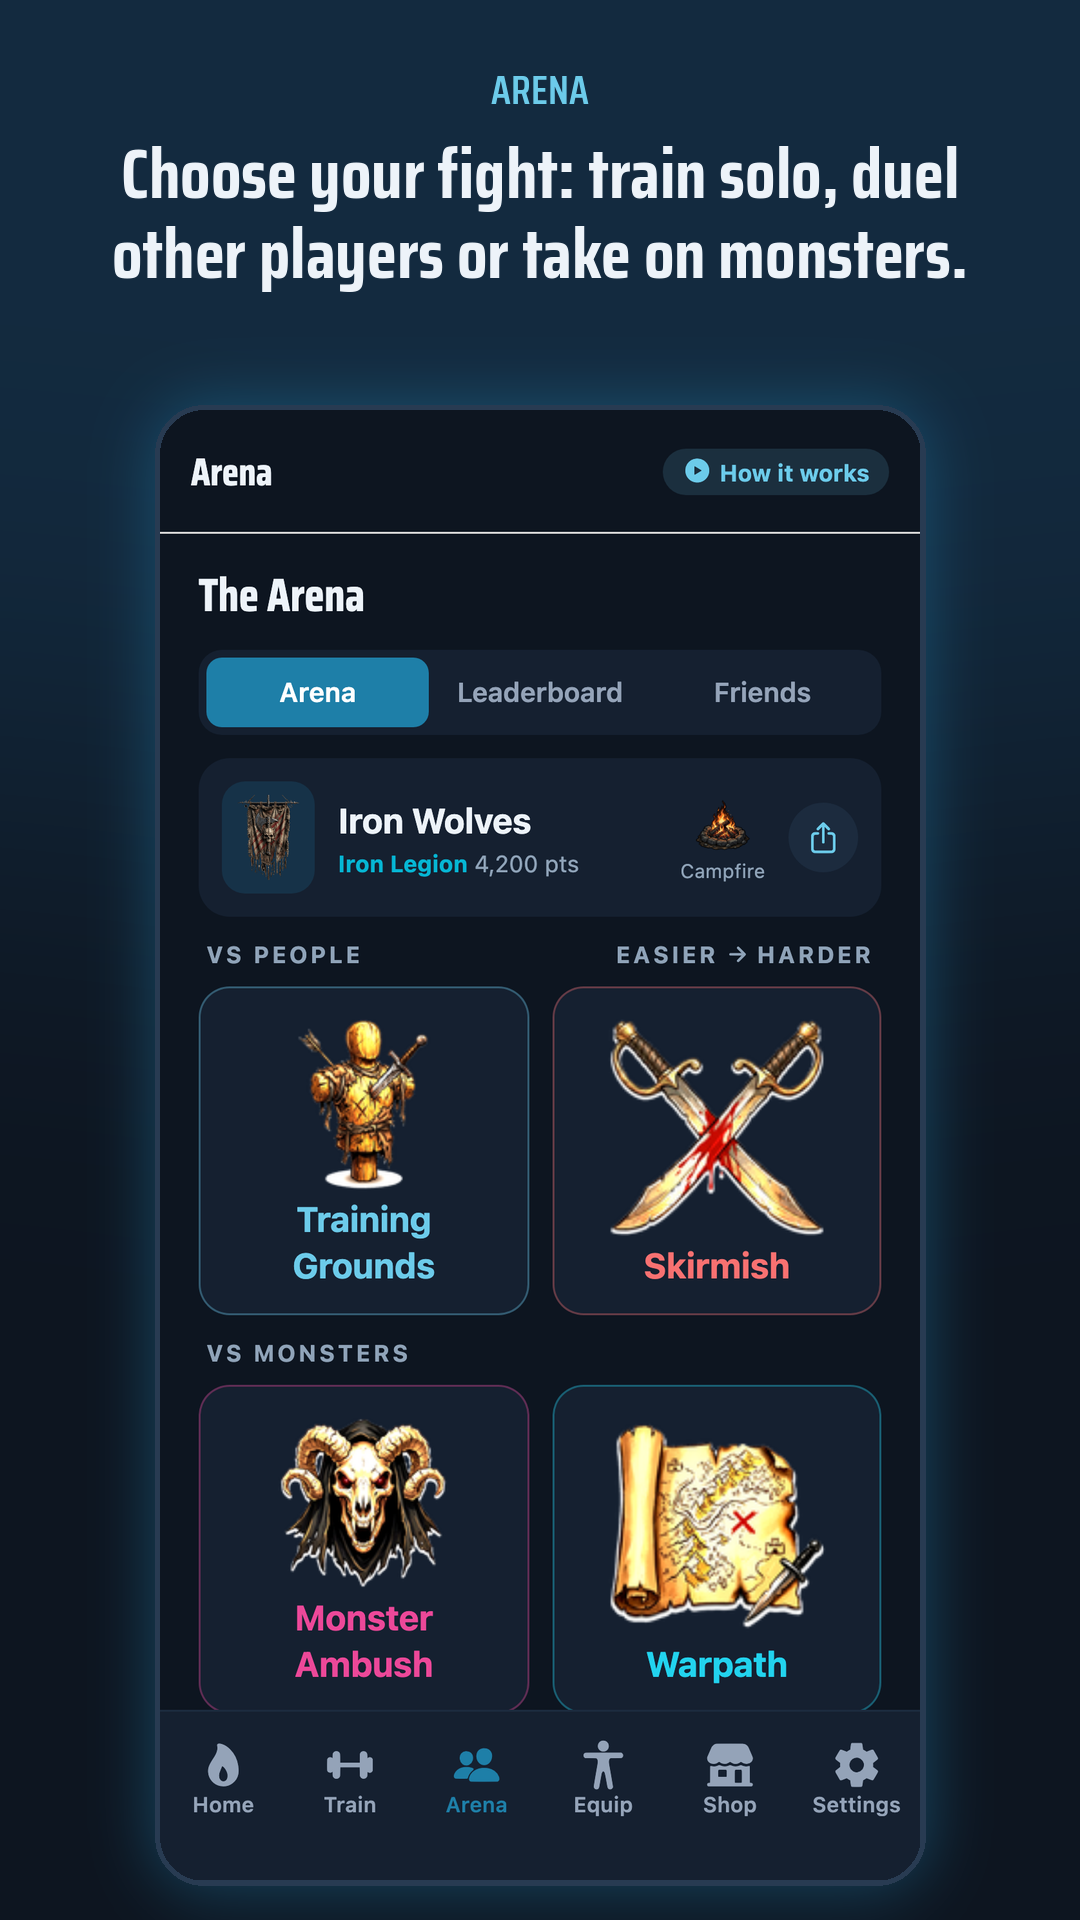 ARENA
Choose your fight: train solo, duel
other players or take on monsters.
Arena
How it works
The Arena
Arena
Leaderboard
Friends
Iron Wolves
Iron Legion 4,200 pts
Campfire
VS PEOPLE
EASIER → HARDER
Training
Grounds
Skirmish
VS MONSTERS
Monster
Ambush
Warpath
Home
Train
Arena
Equip
Shop
Settings